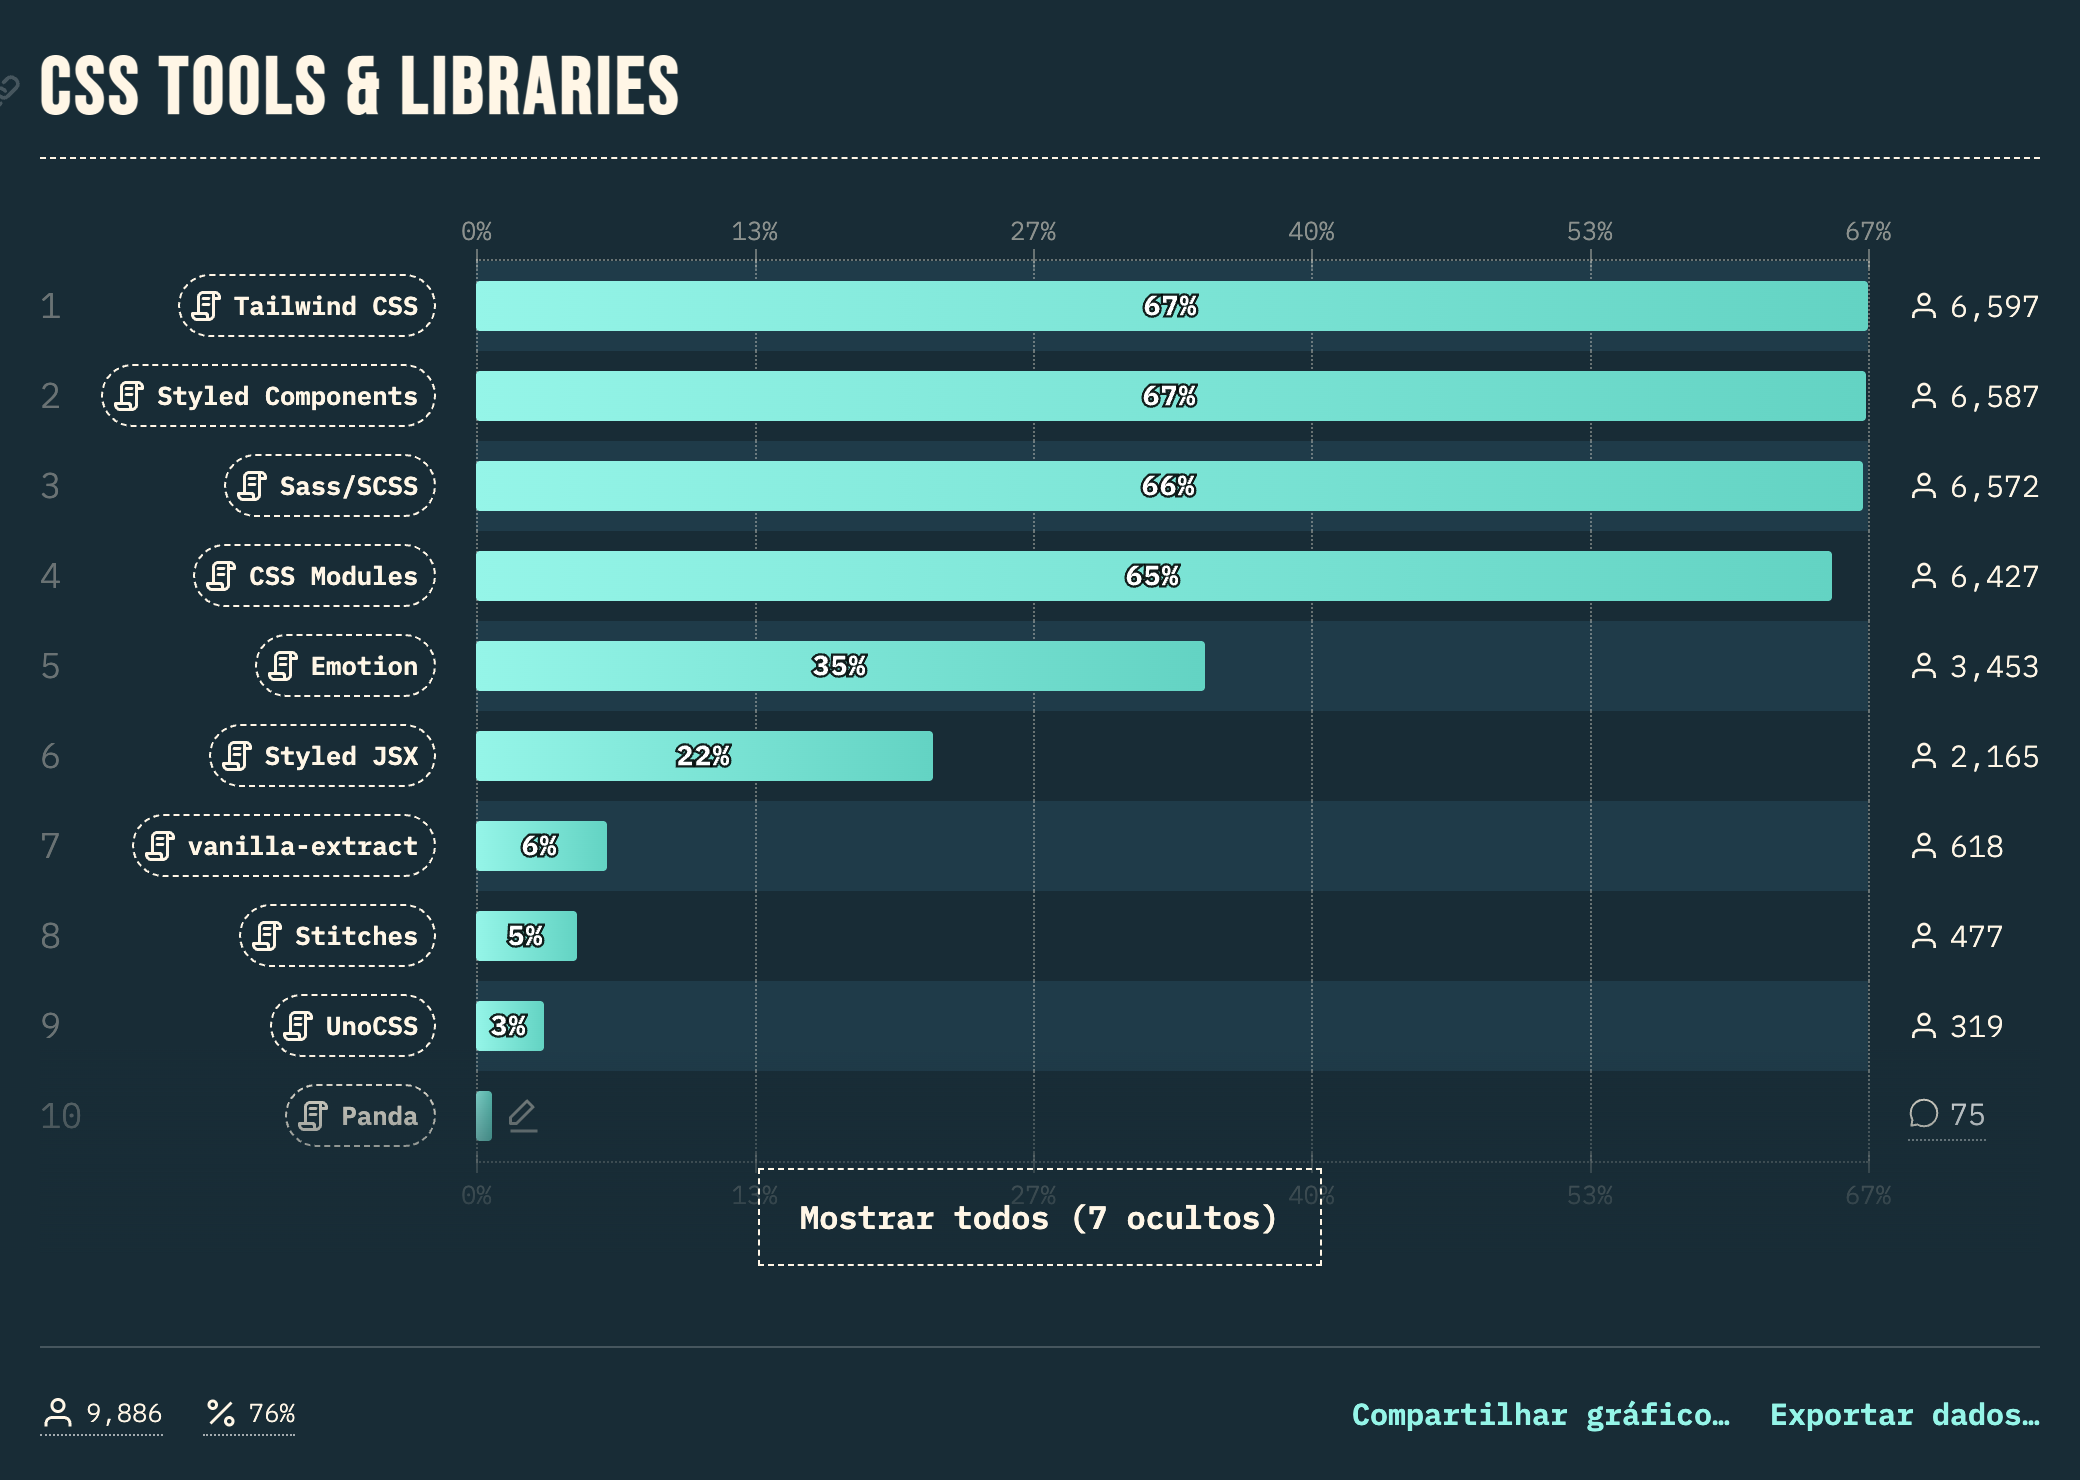 CSS TOOLS & LIBRARIES
0% 13% 27% 40% 53% 67%
1 Tailwind CSS 67% 6,597
2 Styled Components 67% 6,587
3 Sass/SCSS 66% 6,572
4 CSS Modules 65% 6,427
5 Emotion 35% 3,453
6 Styled JSX 22% 2,165
7 vanilla-extract 6% 618
8 Stitches 5% 477
9 UnoCSS 3% 319
10 Panda 75
0% 13% 27% 40% 53% 67%
Mostrar todos (7 ocultos)
9,886 76% Compartilhar gráfico… Exportar dados…